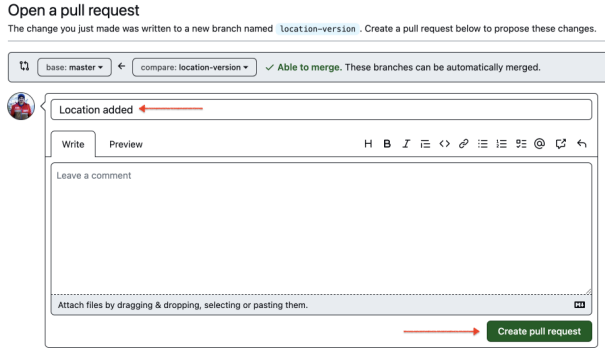 Open a pull request
The change you just made was written to a new branch named location-version . Create a pull request below to propose these changes.
base: master compare: location-version Able to merge. These branches can be automatically merged.
Location added
Write Preview
Leave a comment
Attach files by dragging & dropping, selecting or pasting them.
Create pull request